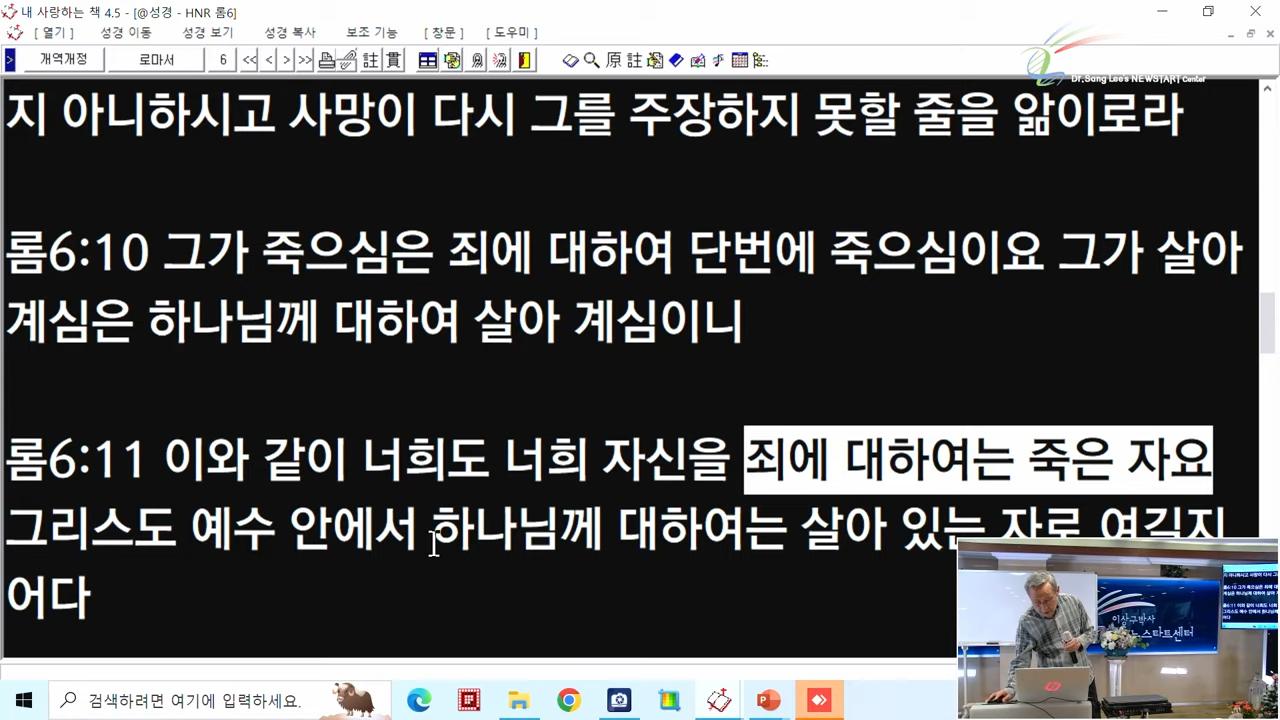 내 사랑하는 책 4.5 - [@성경 - HNR 롬6]
[ 열기 ] 성경 이동 성경 보기 성경 복사 보조 기능 [ 창문 ] [ 도우미 ]
> 개역개정 로마서 6 << < > >> 註 貫 原 註
Dr.Sang Lee's NEWSTART Center
지 아니하시고 사망이 다시 그를 주장하지 못할 줄을 앎이로라
롬6:10 그가 죽으심은 죄에 대하여 단번에 죽으심이요 그가 살아
계심은 하나님께 대하여 살아 계심이니
롬6:11 이와 같이 너희도 너희 자신을 죄에 대하여는 죽은 자요
그리스도 예수 안에서 하나님께 대하여는 살아 있는 자로 여길지
어다
이상구박사
스타트센터
검색하려면 여기에 입력하세요.